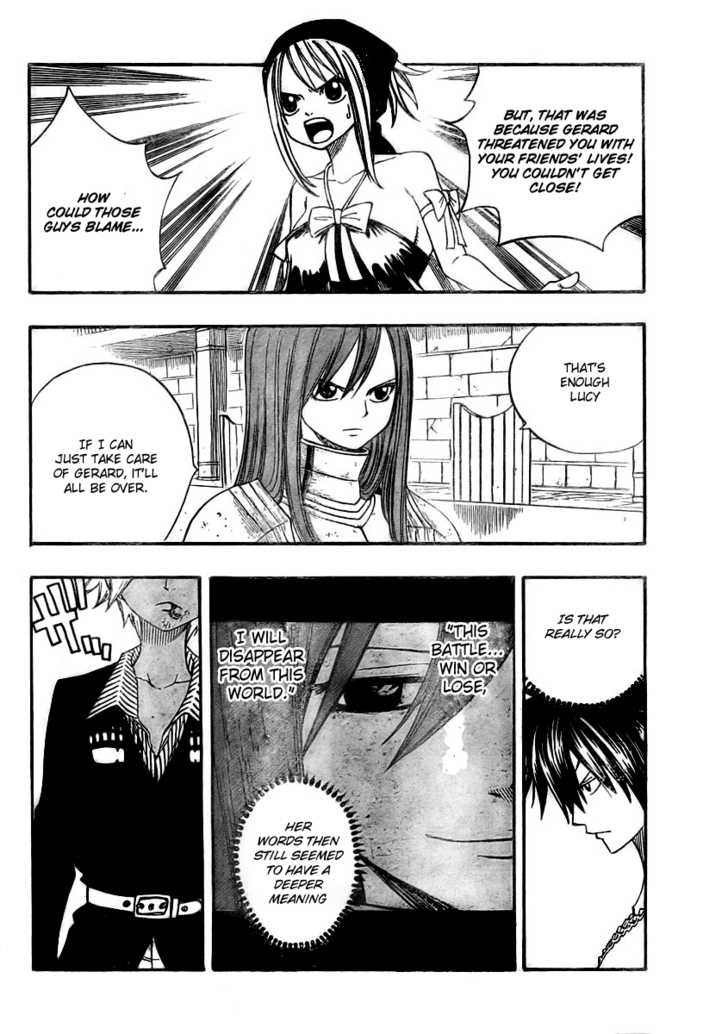 BUT, THAT WAS
BECAUSE GERARD
THREATENED YOU WITH
YOUR FRIENDS' LIVES!
YOU COULDN'T GET
CLOSE!
HOW
COULD THOSE
GUYS BLAME...
THAT'S
ENOUGH
LUCY
IF I CAN
JUST TAKE CARE
OF GERARD, IT'LL
ALL BE OVER.
IS THAT
REALLY SO?
"THIS
BATTLE...
WIN OR
LOSE,
I WILL
DISAPPEAR
FROM THIS
WORLD."
HER
WORDS THEN
STILL SEEMED
TO HAVE A
DEEPER
MEANING